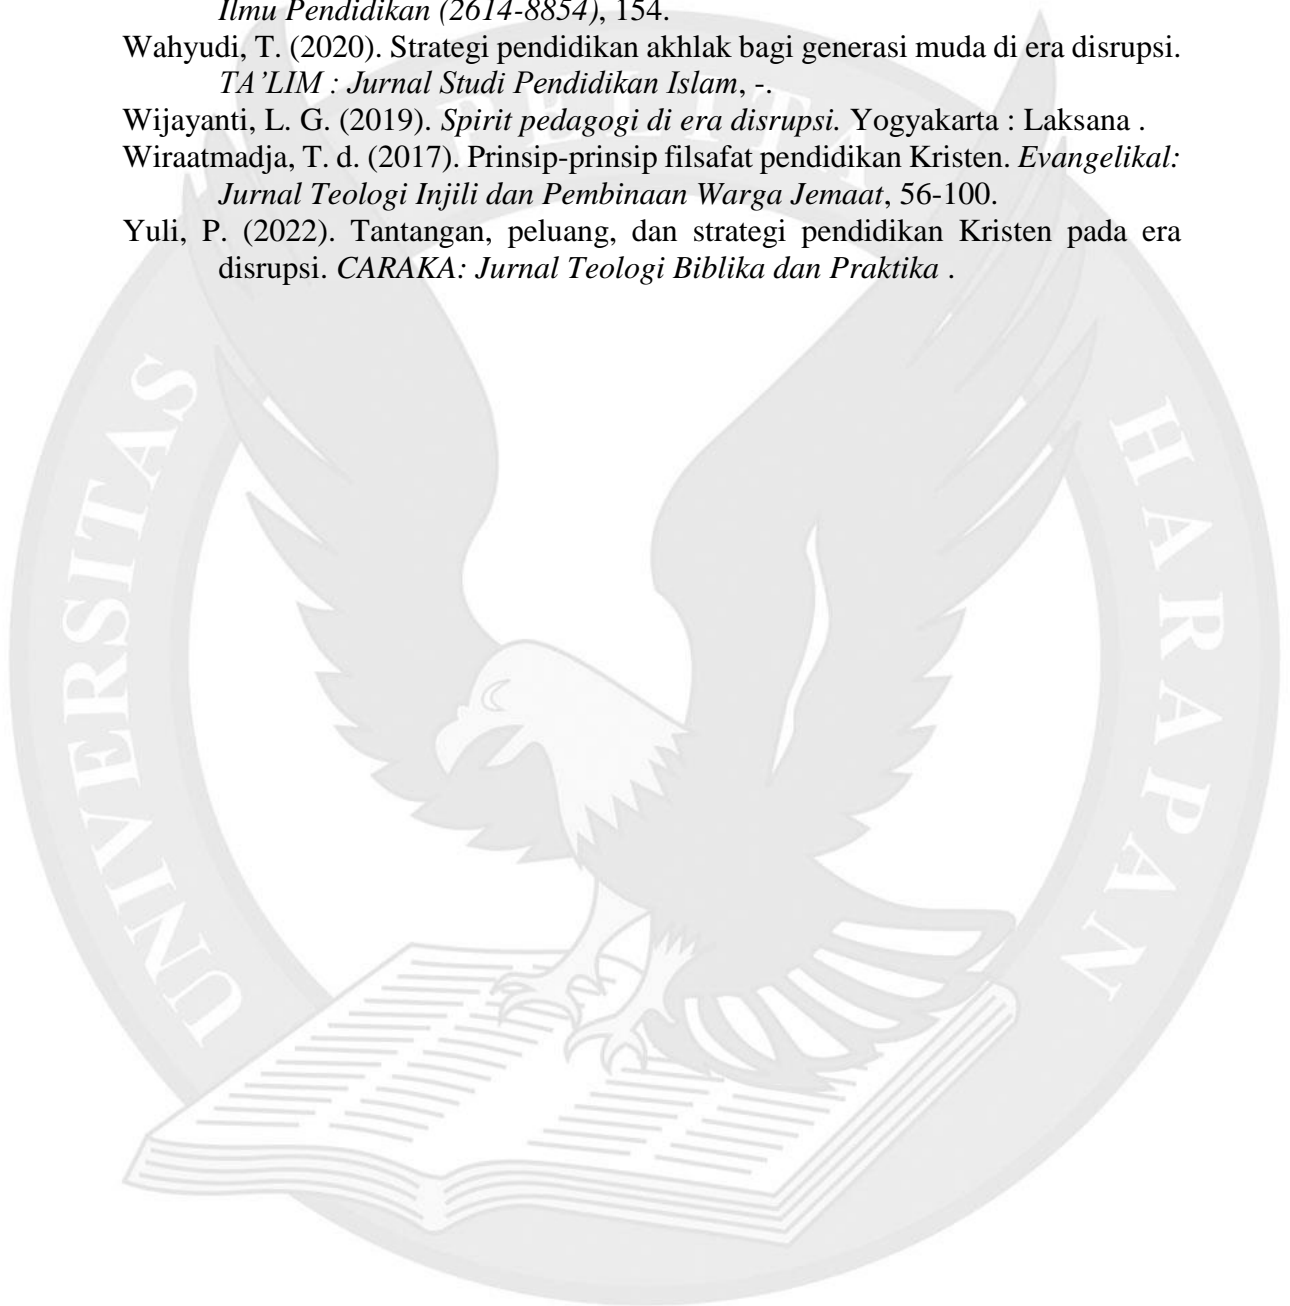 Ilmu Pendidikan (2614-8854), 154.
Wahyudi, T. (2020). Strategi pendidikan akhlak bagi generasi muda di era disrupsi.
TA’LIM : Jurnal Studi Pendidikan Islam, -.
Wijayanti, L. G. (2019). Spirit pedagogi di era disrupsi. Yogyakarta : Laksana .
Wiraatmadja, T. d. (2017). Prinsip-prinsip filsafat pendidikan Kristen. Evangelikal:
Jurnal Teologi Injili dan Pembinaan Warga Jemaat, 56-100.
Yuli, P. (2022). Tantangan, peluang, dan strategi pendidikan Kristen pada era
disrupsi. CARAKA: Jurnal Teologi Biblika dan Praktika .
UNIVERSITAS
PELITA
HARAPAN